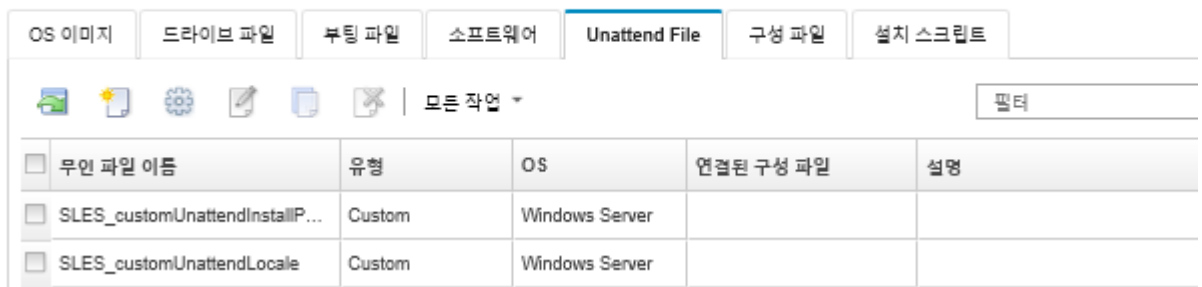 OS 이미지 드라이브 파일 부팅 파일 소프트웨어 Unattend File 구성 파일 설치 스크립트
모든 작업 필터
무인 파일 이름 유형 OS 연결된 구성 파일 설명
SLES_customUnattendInstallP... Custom Windows Server
SLES_customUnattendLocale Custom Windows Server